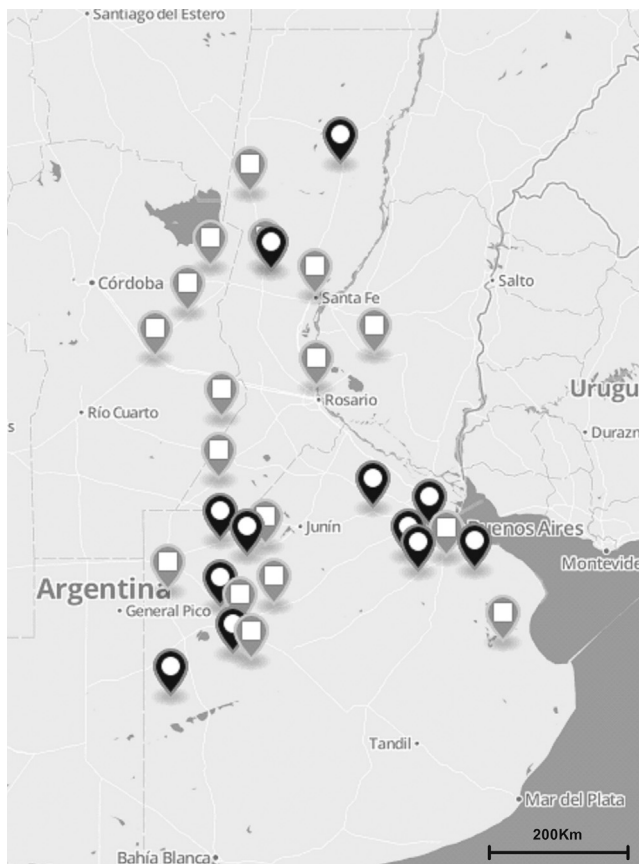 Santiago del Estero
Córdoba
Salto
Santa Fe
Urugu
Rosario
Río Cuarto
Durazn
s
Junín
Buenos Aires
Montevide
Argentina
General Pico
Tandil
Mar del Plata
200Km
Bahía Blanca